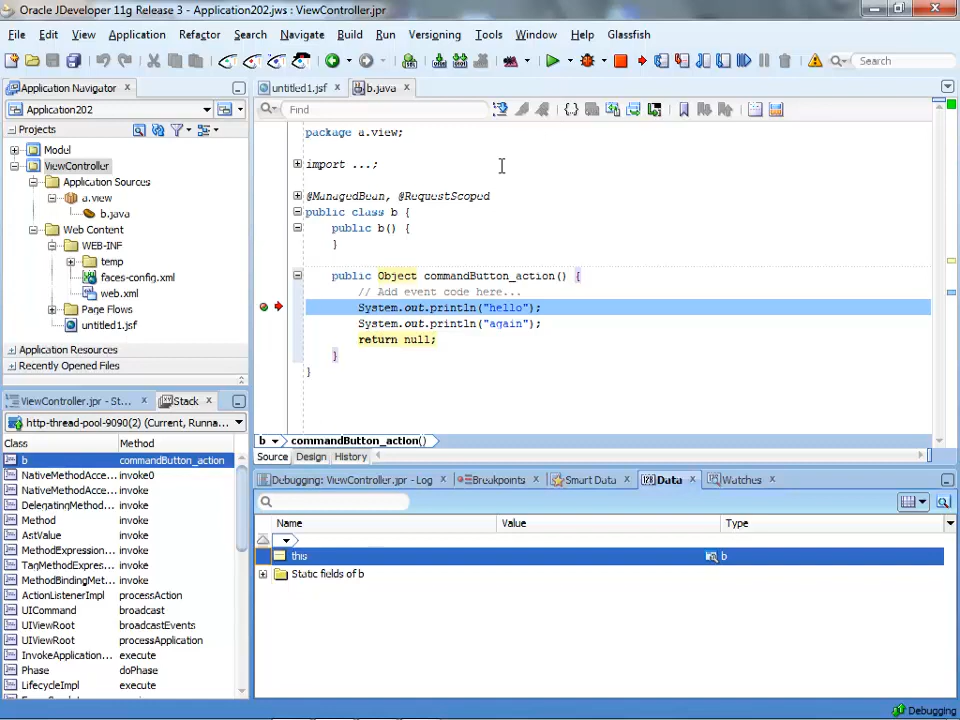 Oracle JDeveloper 11g Release 3 - Application202.jws : ViewController.jpr
File Edit View Application Refactor Search Navigate Build Run Versioning Tools Window Help Glassfish
Search
Application Navigator
untitled1.jsf
b.java
Application202
Find
Projects
Model
ViewController
Application Sources
a.view
b.java
Web Content
WEB-INF
temp
faces-config.xml
web.xml
Page Flows
untitled1.jsf
Application Resources
Recently Opened Files
package a.view;
import ...;
@ManagedBean, @RequestScoped
public class b {
public b() {
}
public Object commandButton_action() {
// Add event code here...
System.out.println("hello");
System.out.println("again");
return null;
}
}
b
commandButton_action()
Source Design History
ViewController.jpr - St...
Stack
http-thread-pool-9090(2) (Current, Runna...
Class Method
b commandButton_action
NativeMethodAcce... invoke0
NativeMethodAcce... invoke
DelegatingMethod... invoke
Method invoke
AstValue invoke
MethodExpression... invoke
TagMethodExpres... invoke
MethodBindingMet... invoke
ActionListenerImpl processAction
UICommand broadcast
UIViewRoot broadcastEvents
UIViewRoot processApplication
InvokeApplication... execute
Phase doPhase
LifecycleImpl execute
Debugging: ViewController.jpr - Log
Breakpoints
Smart Data
Data
Watches
Name Value Type
this b
Static fields of b
Debugging